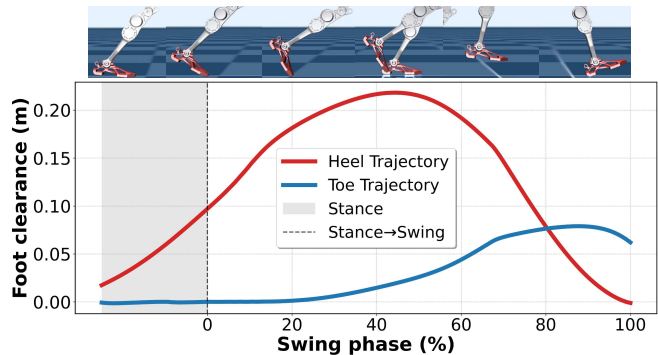 Foot clearance (m)
0.20
0.15
0.10
0.05
0.00
Heel Trajectory
Toe Trajectory
Stance
Stance→Swing
0 20 40 60 80 100
Swing phase (%)